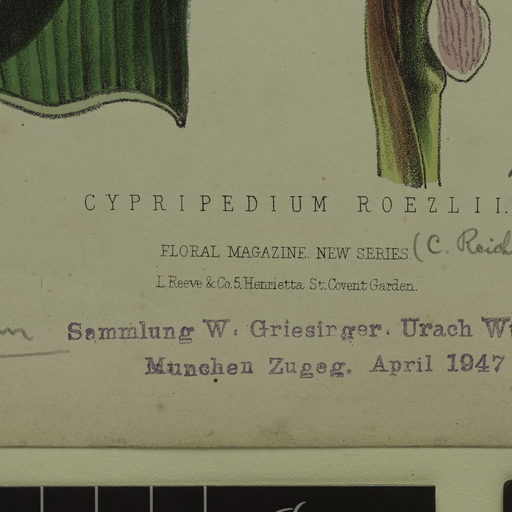 CYPRIPEDIUM ROEZLII.
FLORAL MAGAZINE. NEW SERIES. (C.
L. Reeve & Co. 5, Henrietta St. Covent Garden.
Sammlung W. Griesinger. Urach
Munchen Zugeg. April 1947